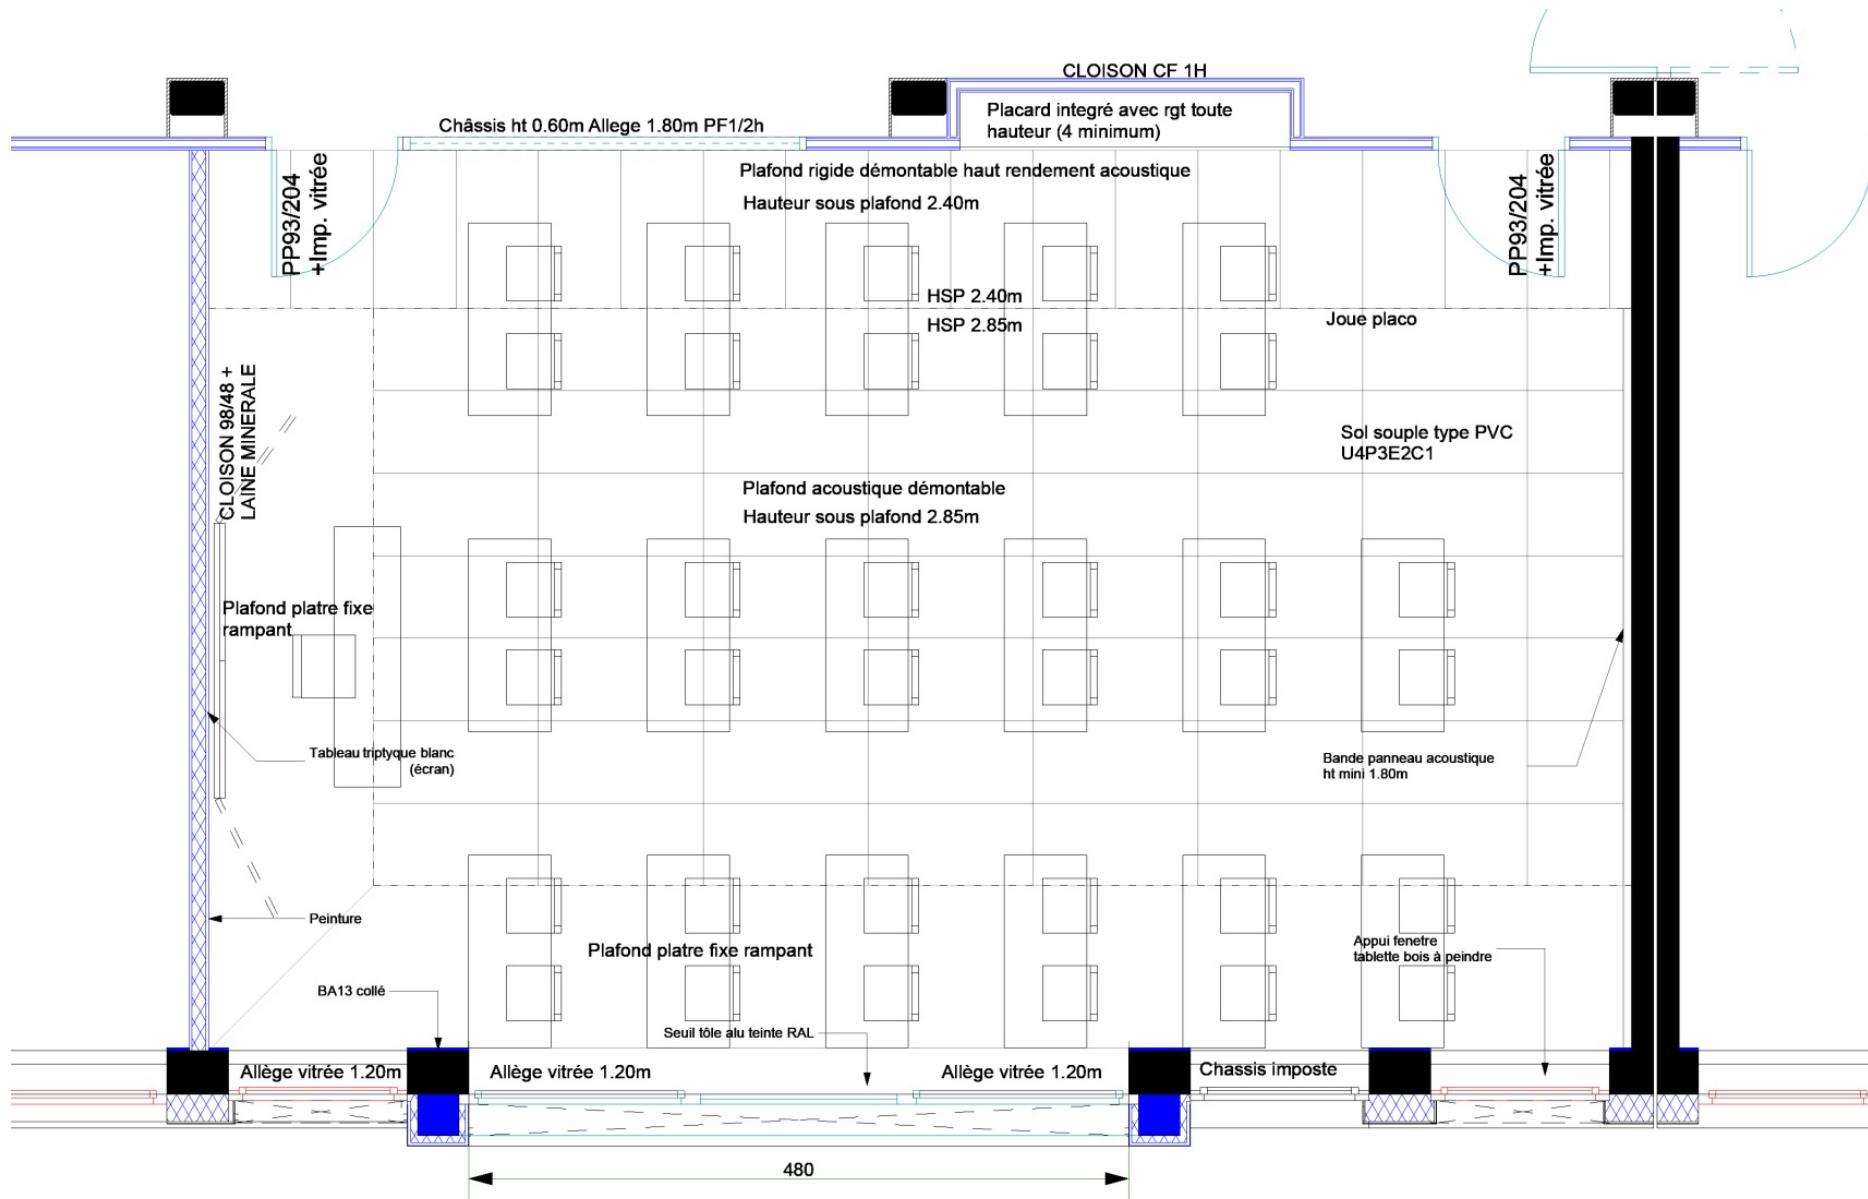 CLOISON CF 1H
Placard integré avec rgt toute
hauteur (4 minimum)
Châssis ht 0.60m Allege 1.80m PF1/2h
Plafond rigide démontable haut rendement acoustique
Hauteur sous plafond 2.40m
PP93/204
+Imp. vitrée
PP93/204
+Imp. vitrée
HSP 2.40m
HSP 2.85m
Joue placo
CLOISON 98/48 +
LAINE MINERALE
Sol souple type PVC
U4P3E2C1
Plafond acoustique démontable
Hauteur sous plafond 2.85m
Plafond platre fixe
rampant
Tableau triptyque blanc
(écran)
Bande panneau acoustique
ht mini 1.80m
Peinture
Plafond platre fixe rampant
Appui fenetre
tablette bois à peindre
BA13 collé
Seuil tôle alu teinte RAL
Allège vitrée 1.20m
Allège vitrée 1.20m
Allège vitrée 1.20m
Chassis imposte
480